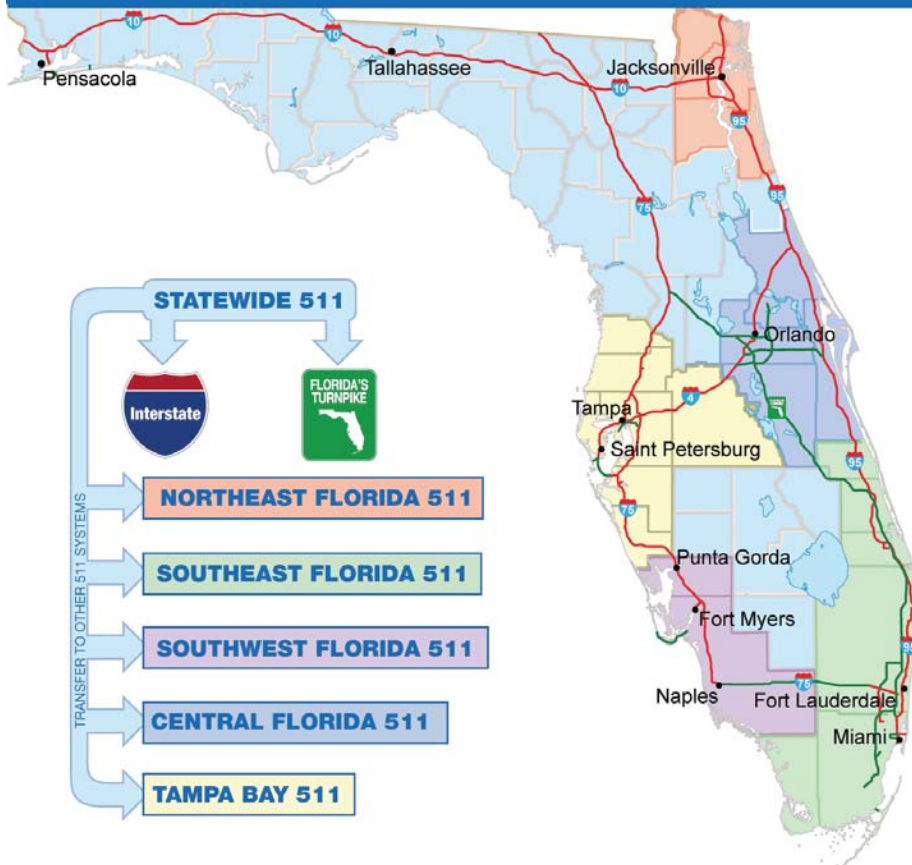 10
10
Pensacola
Tallahassee
Jacksonville
10
95
75
95
STATEWIDE 511
Interstate
FLORIDA'S
TURNPIKE
Orlando
4
Tampa
Saint Petersburg
95
75
TRANSFER TO OTHER 511 SYSTEMS
NORTHEAST FLORIDA 511
SOUTHEAST FLORIDA 511
SOUTHWEST FLORIDA 511
CENTRAL FLORIDA 511
TAMPA BAY 511
Punta Gorda
Fort Myers
95
Naples
75
Fort Lauderdale
Miami